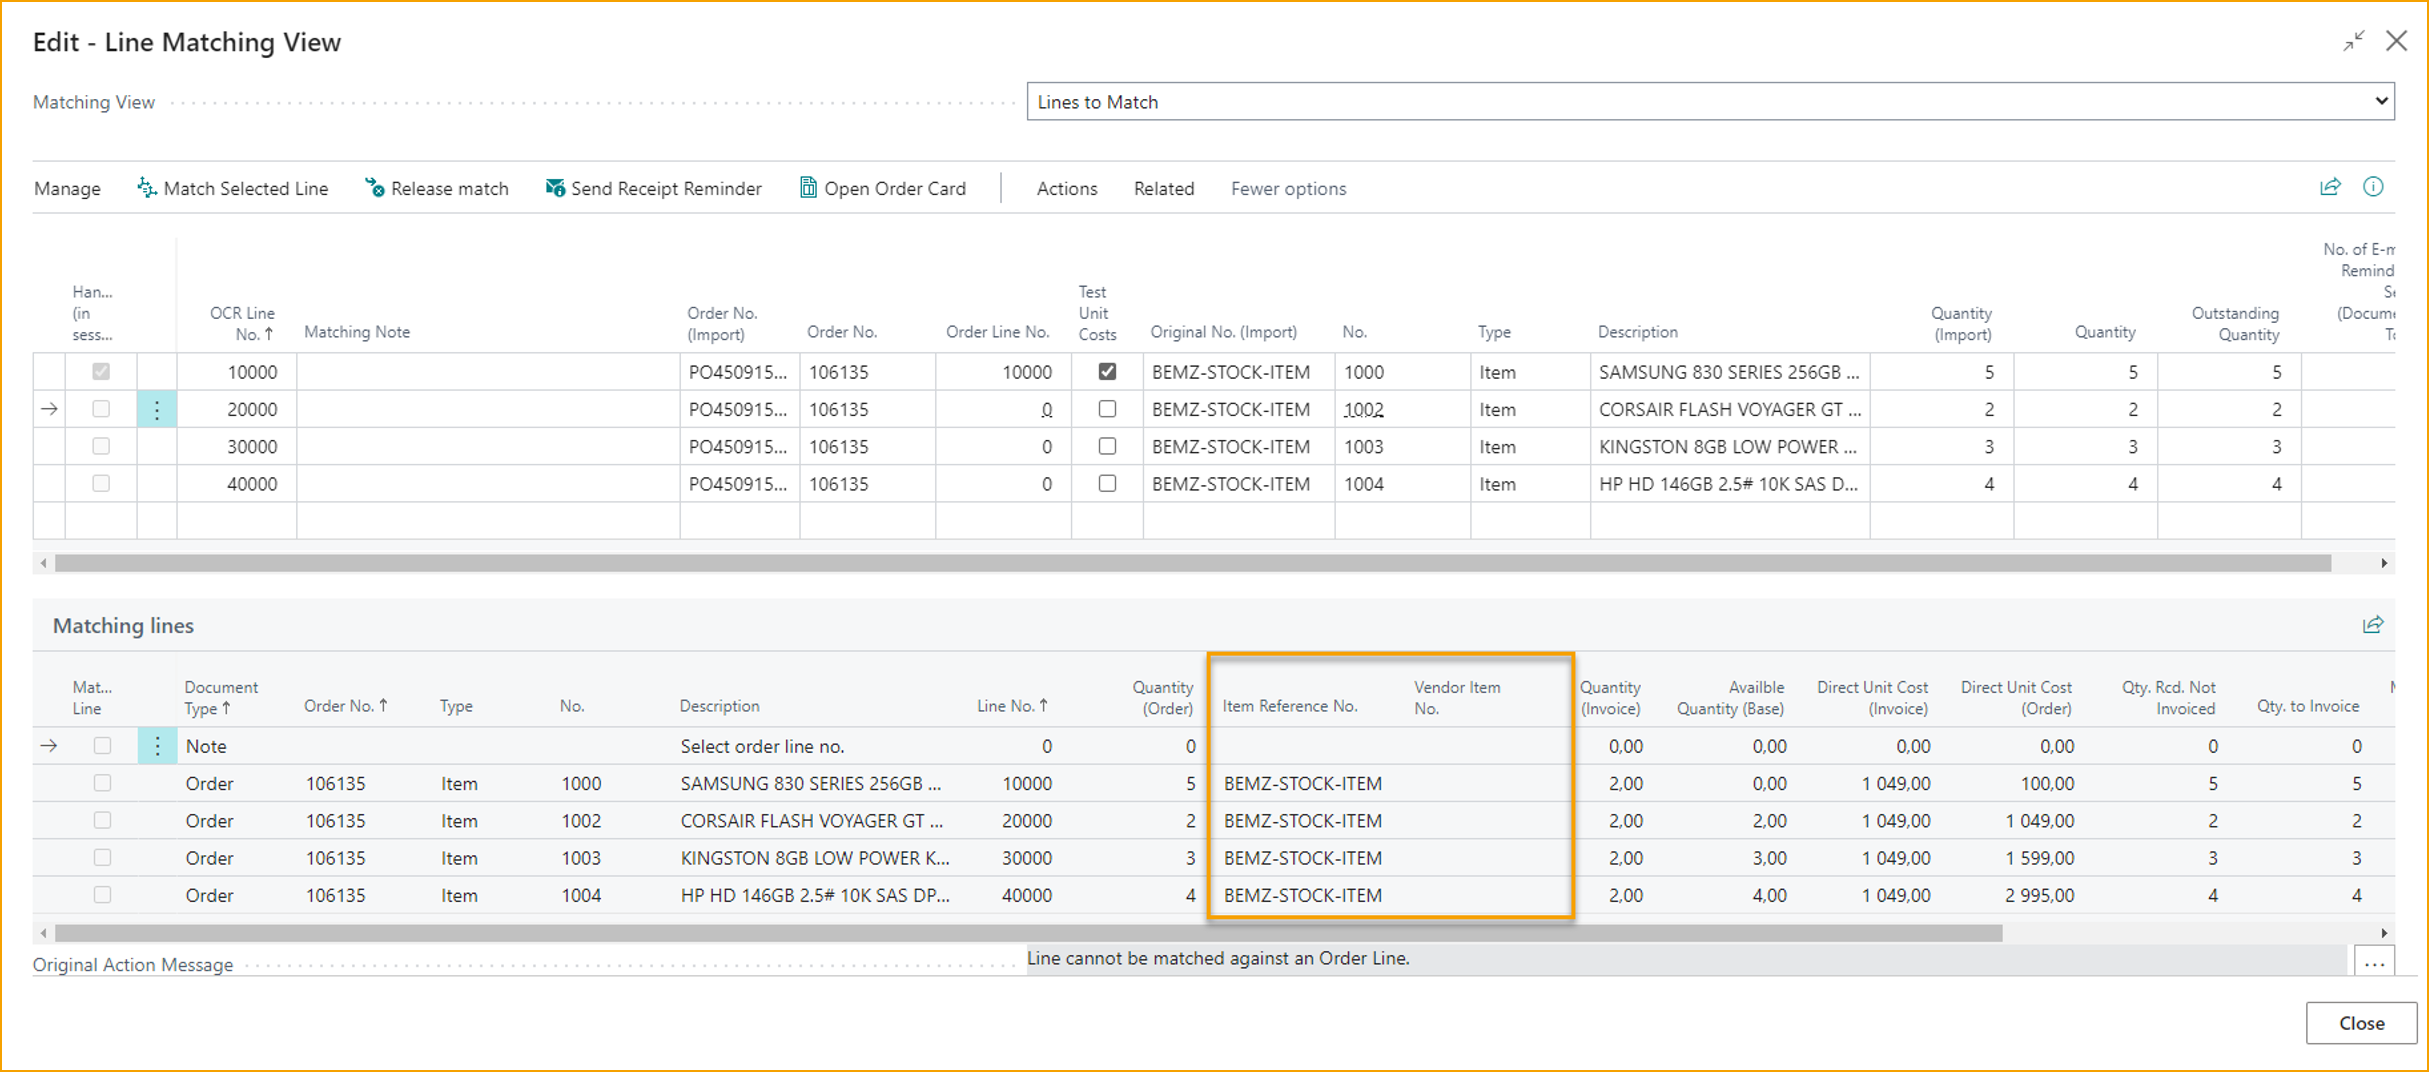 Edit - Line Matching View
Matching View
Lines to Match
Manage Match Selected Line Release match Send Receipt Reminder Open Order Card Actions Related Fewer options
Han... (in sess... OCR Line No.↑ Matching Note Order No. (Import) Order No. Order Line No. Test Unit Costs Original No. (Import) No. Type Description Quantity (Import) Quantity Outstanding Quantity No. of E-m Remind Se (Docume To
10000 PO450915... 106135 10000 BEMZ-STOCK-ITEM 1000 Item SAMSUNG 830 SERIES 256GB ... 5 5 5
20000 PO450915... 106135 0 BEMZ-STOCK-ITEM 1002 Item CORSAIR FLASH VOYAGER GT ... 2 2 2
30000 PO450915... 106135 0 BEMZ-STOCK-ITEM 1003 Item KINGSTON 8GB LOW POWER ... 3 3 3
40000 PO450915... 106135 0 BEMZ-STOCK-ITEM 1004 Item HP HD 146GB 2.5# 10K SAS D... 4 4 4
Matching lines
Mat... Line Document Type↑ Order No.↑ Type No. Description Line No.↑ Quantity (Order) Item Reference No. Vendor Item No. Quantity (Invoice) Availble Quantity (Base) Direct Unit Cost (Invoice) Direct Unit Cost (Order) Qty. Rcd. Not Invoiced Qty. to Invoice
Note Select order line no. 0 0 0,00 0,00 0,00 0,00 0 0
Order 106135 Item 1000 SAMSUNG 830 SERIES 256GB ... 10000 5 BEMZ-STOCK-ITEM 2,00 0,00 1 049,00 100,00 5 5
Order 106135 Item 1002 CORSAIR FLASH VOYAGER GT ... 20000 2 BEMZ-STOCK-ITEM 2,00 2,00 1 049,00 1 049,00 2 2
Order 106135 Item 1003 KINGSTON 8GB LOW POWER K... 30000 3 BEMZ-STOCK-ITEM 2,00 3,00 1 049,00 1 599,00 3 3
Order 106135 Item 1004 HP HD 146GB 2.5# 10K SAS DP... 40000 4 BEMZ-STOCK-ITEM 2,00 4,00 1 049,00 2 995,00 4 4
Original Action Message
Line cannot be matched against an Order Line.
...
Close